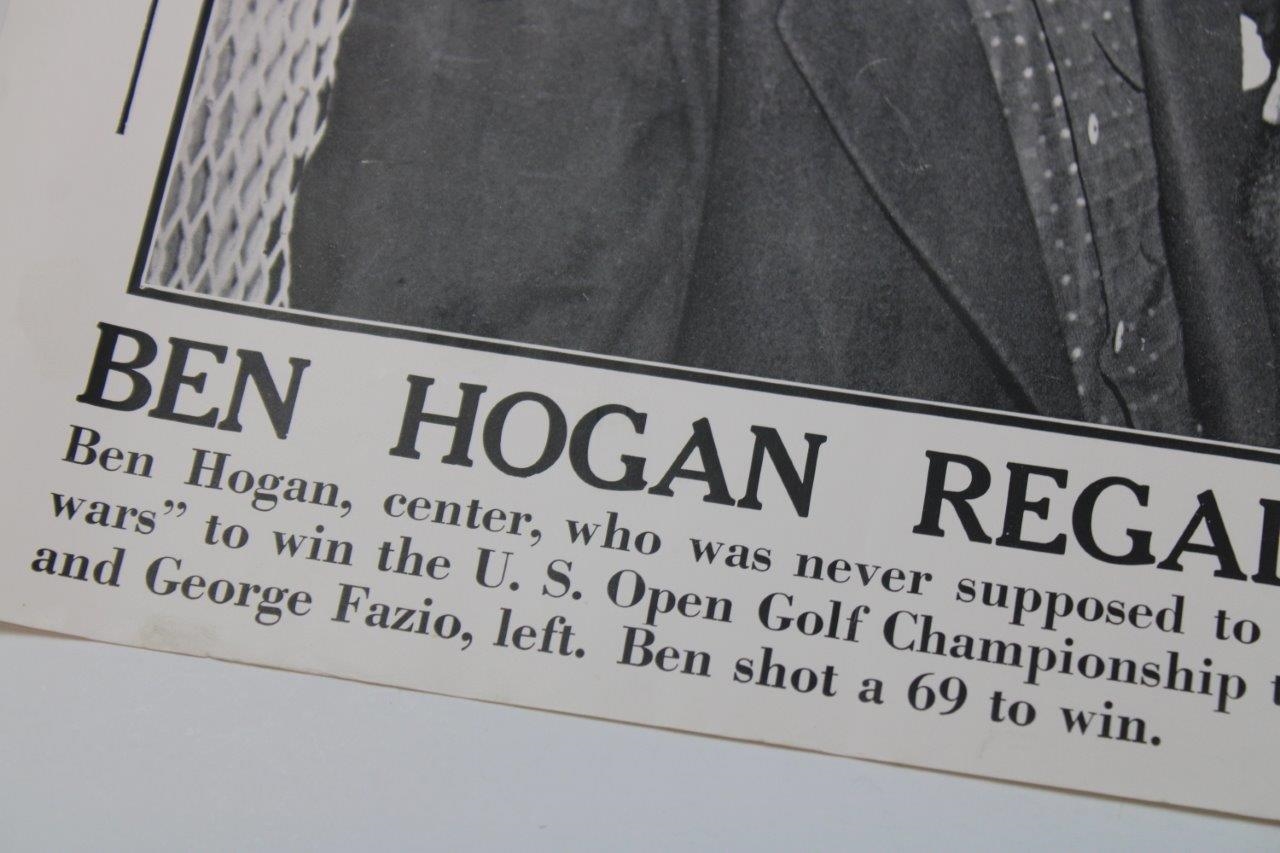 BEN HOGAN REGA
Ben Hogan, center, who was never supposed to
wars” to win the U. S. Open Golf Championship
and George Fazio, left. Ben shot a 69 to win.